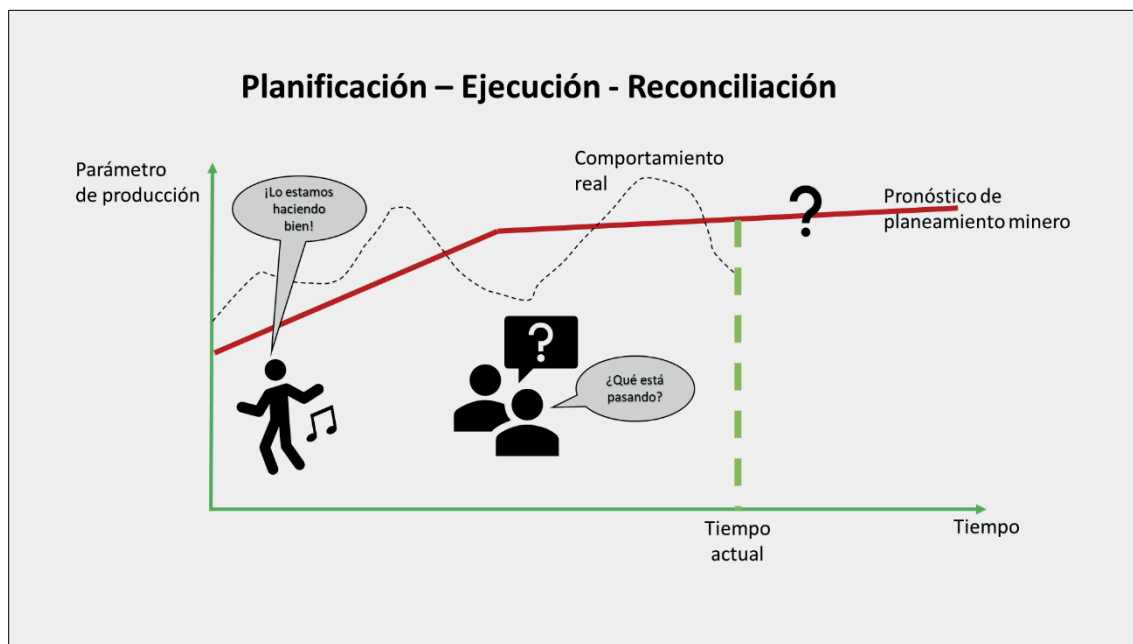 Planificación – Ejecución - Reconciliación
Parámetro
de producción
¡Lo estamos
haciendo
bien!
Comportamiento
real
?
Pronóstico de
planeamiento minero
?
¿Qué está
pasando?
Tiempo
actual
Tiempo